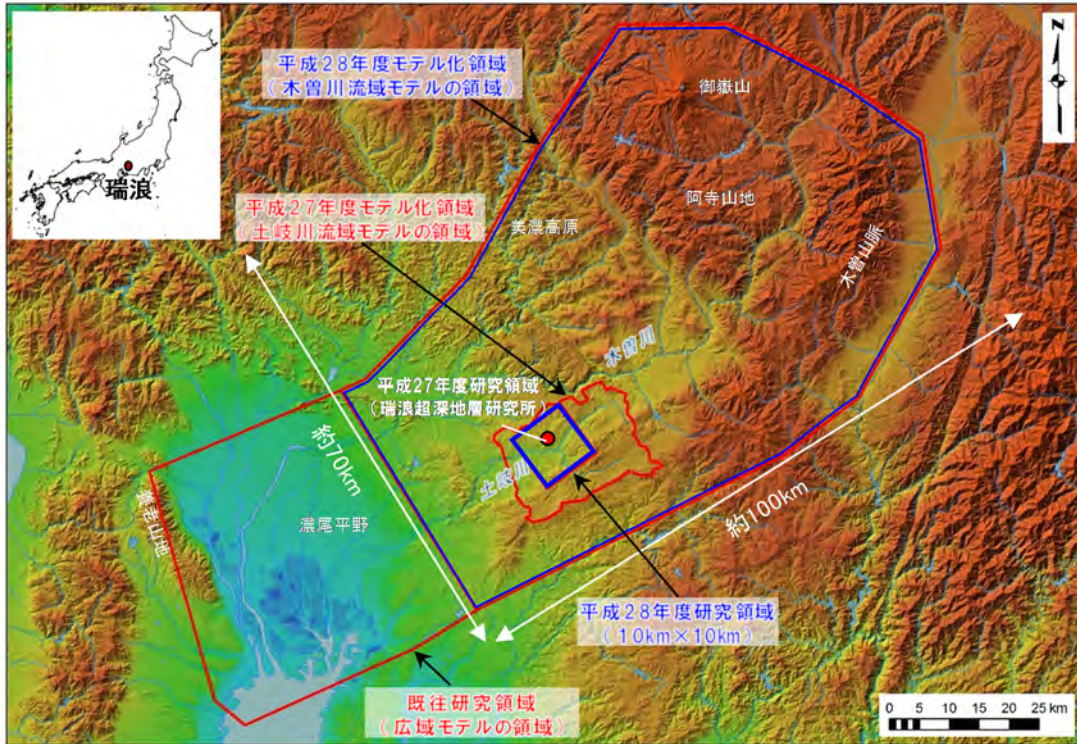 瑞浪
平成28年度モデル化領域
(木曽川流域モデルの領域)
N
御嶽山
平成27年度モデル化領域
(土岐川流域モデルの領域)
美濃高原
阿寺山地
木曽山脈
木曽川
平成27年度研究領域
(瑞浪超深地層研究所)
約70km
土岐川
約100km
養老山地
濃尾平野
平成28年度研究領域
(10km×10km)
既往研究領域
(広域モデルの領域)
0 5 10 15 20 25 km